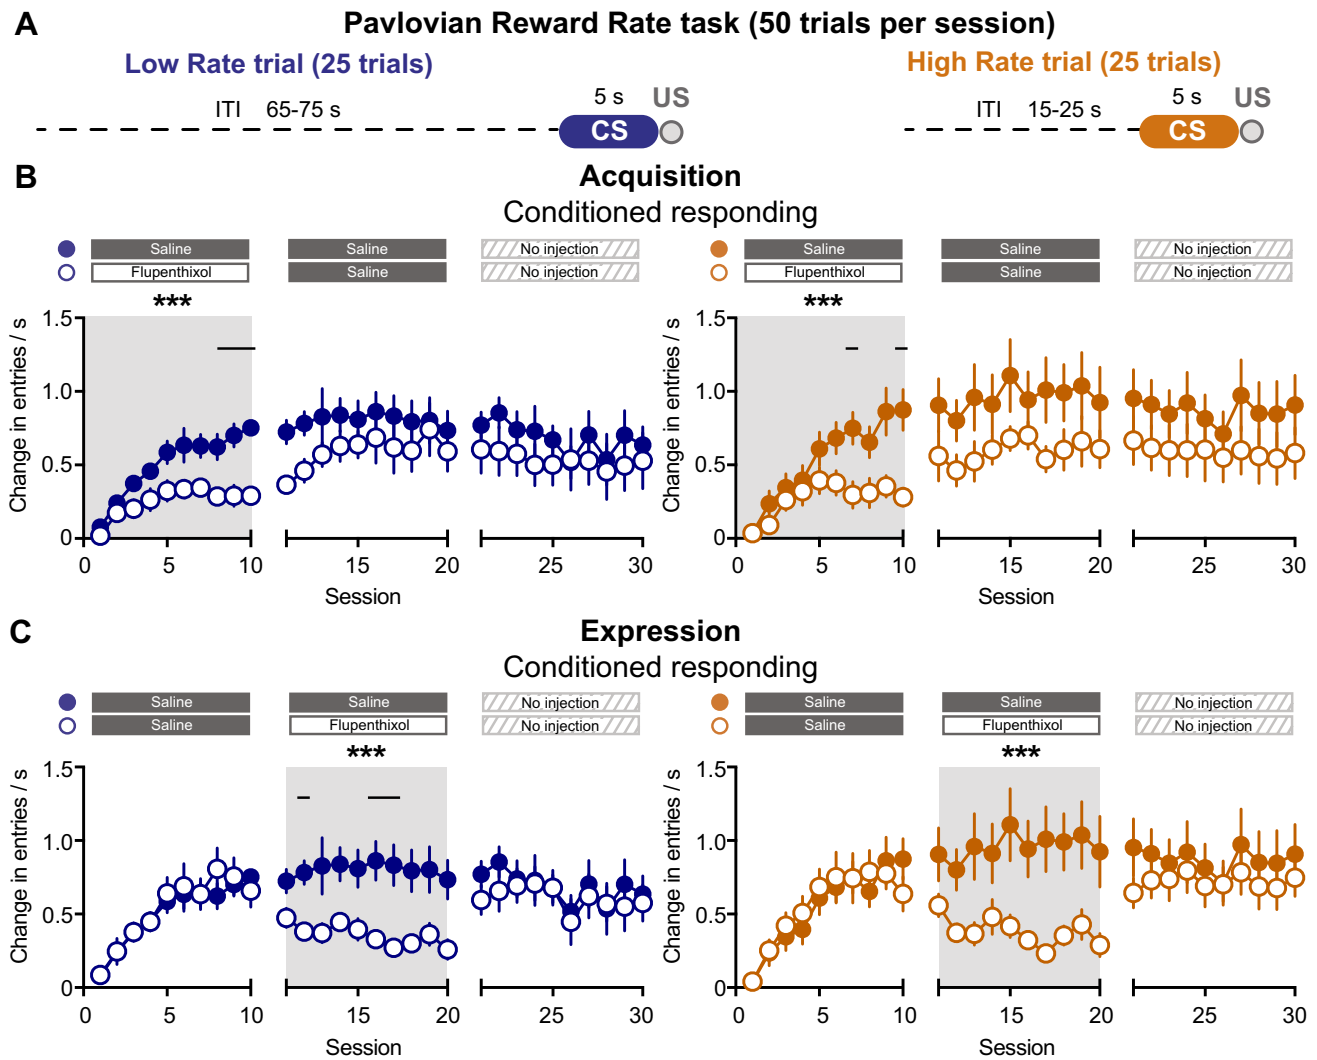 A
Pavlovian Reward Rate task (50 trials per session)
Low Rate trial (25 trials)
High Rate trial (25 trials)
ITI 65-75 s
5 s
US
CS
ITI 15-25 s
5 s
US
CS
B
Acquisition
Conditioned responding
Saline
Saline
No injection
Flupenthixol
Saline
No injection
***
Change in entries / s
1.5
1.0
0.5
0
0
5
10
15
20
25
30
Session
Saline
Saline
No injection
Flupenthixol
Saline
No injection
***
Change in entries / s
1.5
1.0
0.5
0
0
5
10
15
20
25
30
Session
C
Expression
Conditioned responding
Saline
Saline
No injection
Saline
Flupenthixol
No injection
***
Change in entries / s
1.5
1.0
0.5
0
0
5
10
15
20
25
30
Session
Saline
Saline
No injection
Saline
Flupenthixol
No injection
***
Change in entries / s
1.5
1.0
0.5
0
0
5
10
15
20
25
30
Session